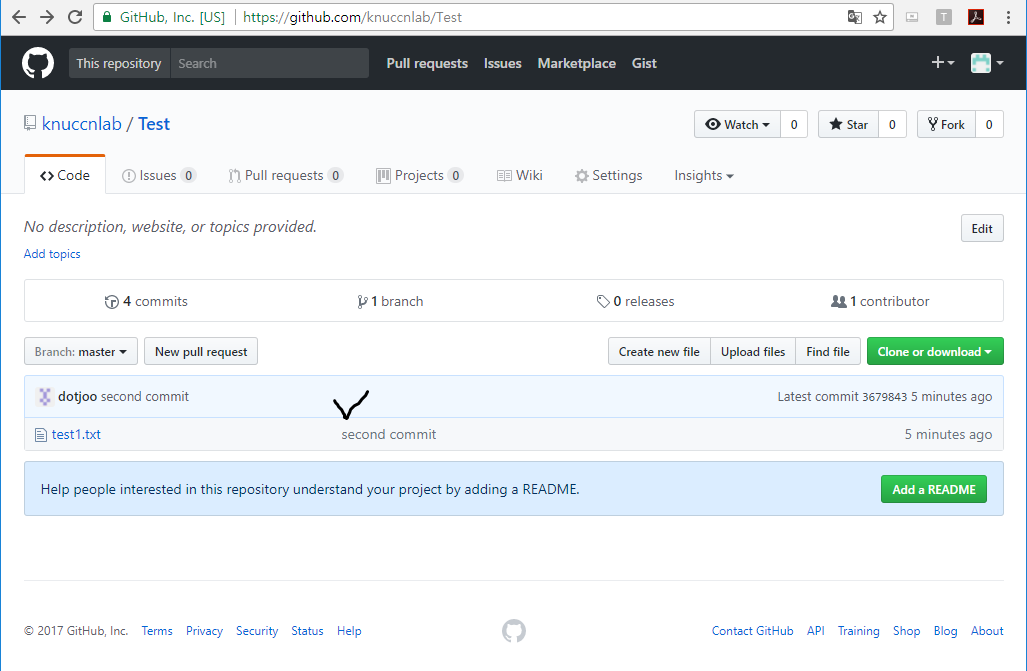 GitHub, Inc. [US] https://github.com/knuccnlab/Test T
This repository Search Pull requests Issues Marketplace Gist
knuccnlab / Test Watch 0 Star 0 Fork 0
Code Issues 0 Pull requests 0 Projects 0 Wiki Settings Insights
No description, website, or topics provided. Edit
Add topics
4 commits 1 branch 0 releases 1 contributor
Branch: master New pull request Create new file Upload files Find file Clone or download
dotjoo second commit Latest commit 3679843 5 minutes ago
test1.txt second commit 5 minutes ago
Help people interested in this repository understand your project by adding a README. Add a README
© 2017 GitHub, Inc. Terms Privacy Security Status Help Contact GitHub API Training Shop Blog About